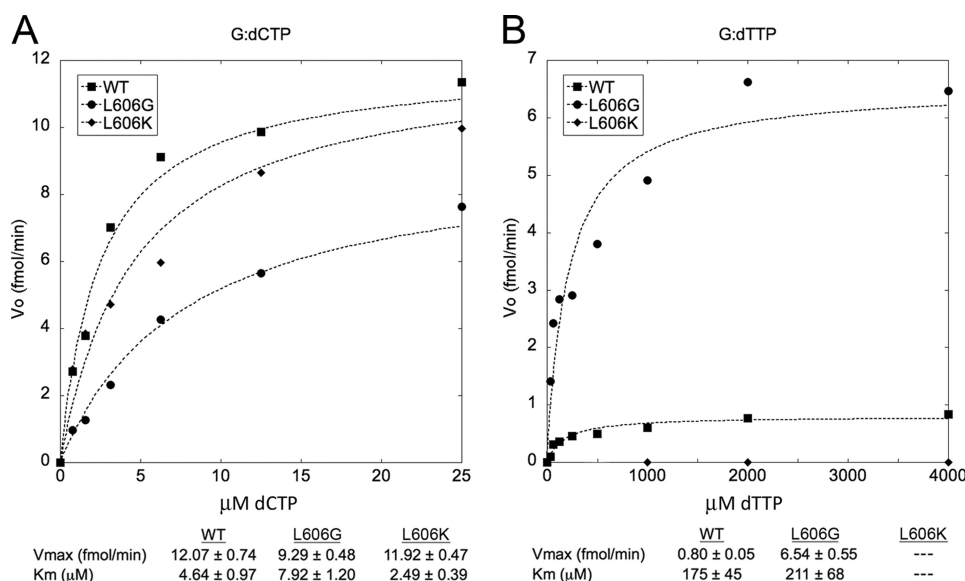 A
G:dCTP
12
10
8
6
4
2
0
Vo (fmol/min)
WT
L606G
L606K
0 5 10 15 20 25
μM dCTP
WT L606G L606K
Vmax (fmol/min) 12.07 ± 0.74 9.29 ± 0.48 11.92 ± 0.47
Km (μM) 4.64 ± 0.97 7.92 ± 1.20 2.49 ± 0.39
B
G:dTTP
7
6
5
4
3
2
1
0
Vo (fmol/min)
WT
L606G
L606K
0 1000 2000 3000 4000
μM dTTP
WT L606G L606K
Vmax (fmol/min) 0.80 ± 0.05 6.54 ± 0.55 ---
Km (μM) 175 ± 45 211 ± 68 ---